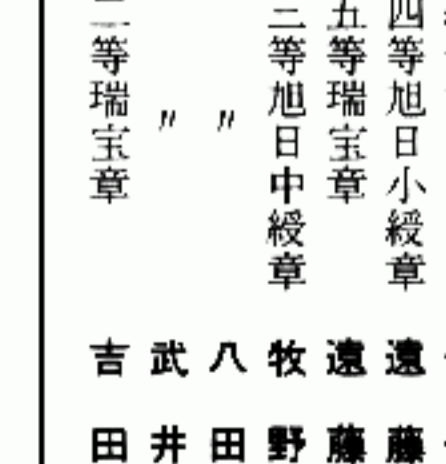 四等旭日小綬章 遠藤
五等瑞宝章 遠藤
三等旭日中綬章 牧野
〃 八田
〃 武井
二等瑞宝章 吉田